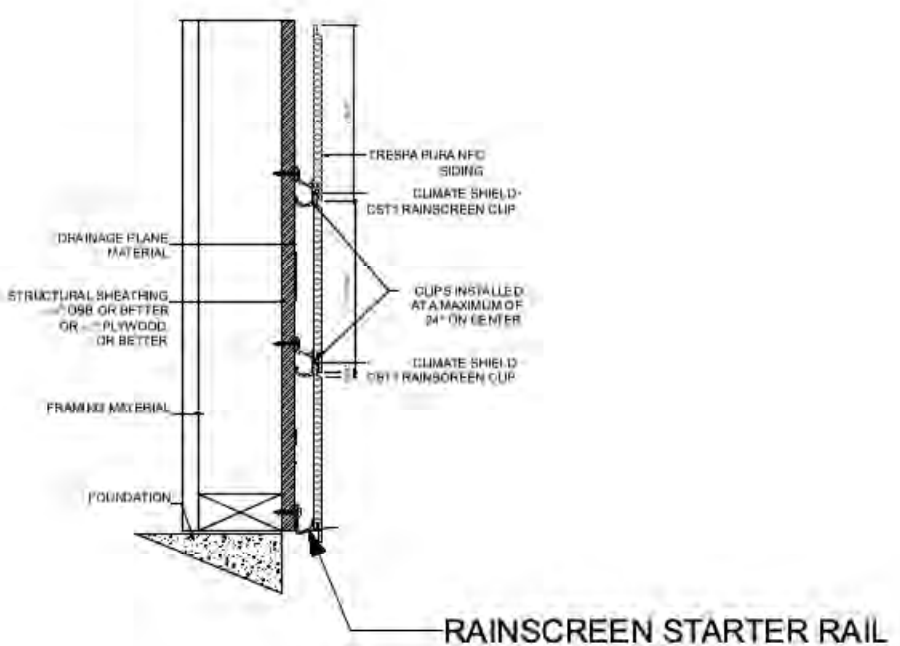 TRESPA PURA NFC
SIDING
CLIMATE SHIELD
CST1 RAINSCREEN CLIP
DRAINAGE PLANE
MATERIAL
STRUCTURAL SHEATHING
OSB OR BETTER
OR PLYWOOD
OR BETTER
CLIPS INSTALLED
AT A MAXIMUM OF
24" ON CENTER
CLIMATE SHIELD
CST1 RAINSCREEN CLIP
FRAMING MATERIAL
FOUNDATION
RAINSCREEN STARTER RAIL